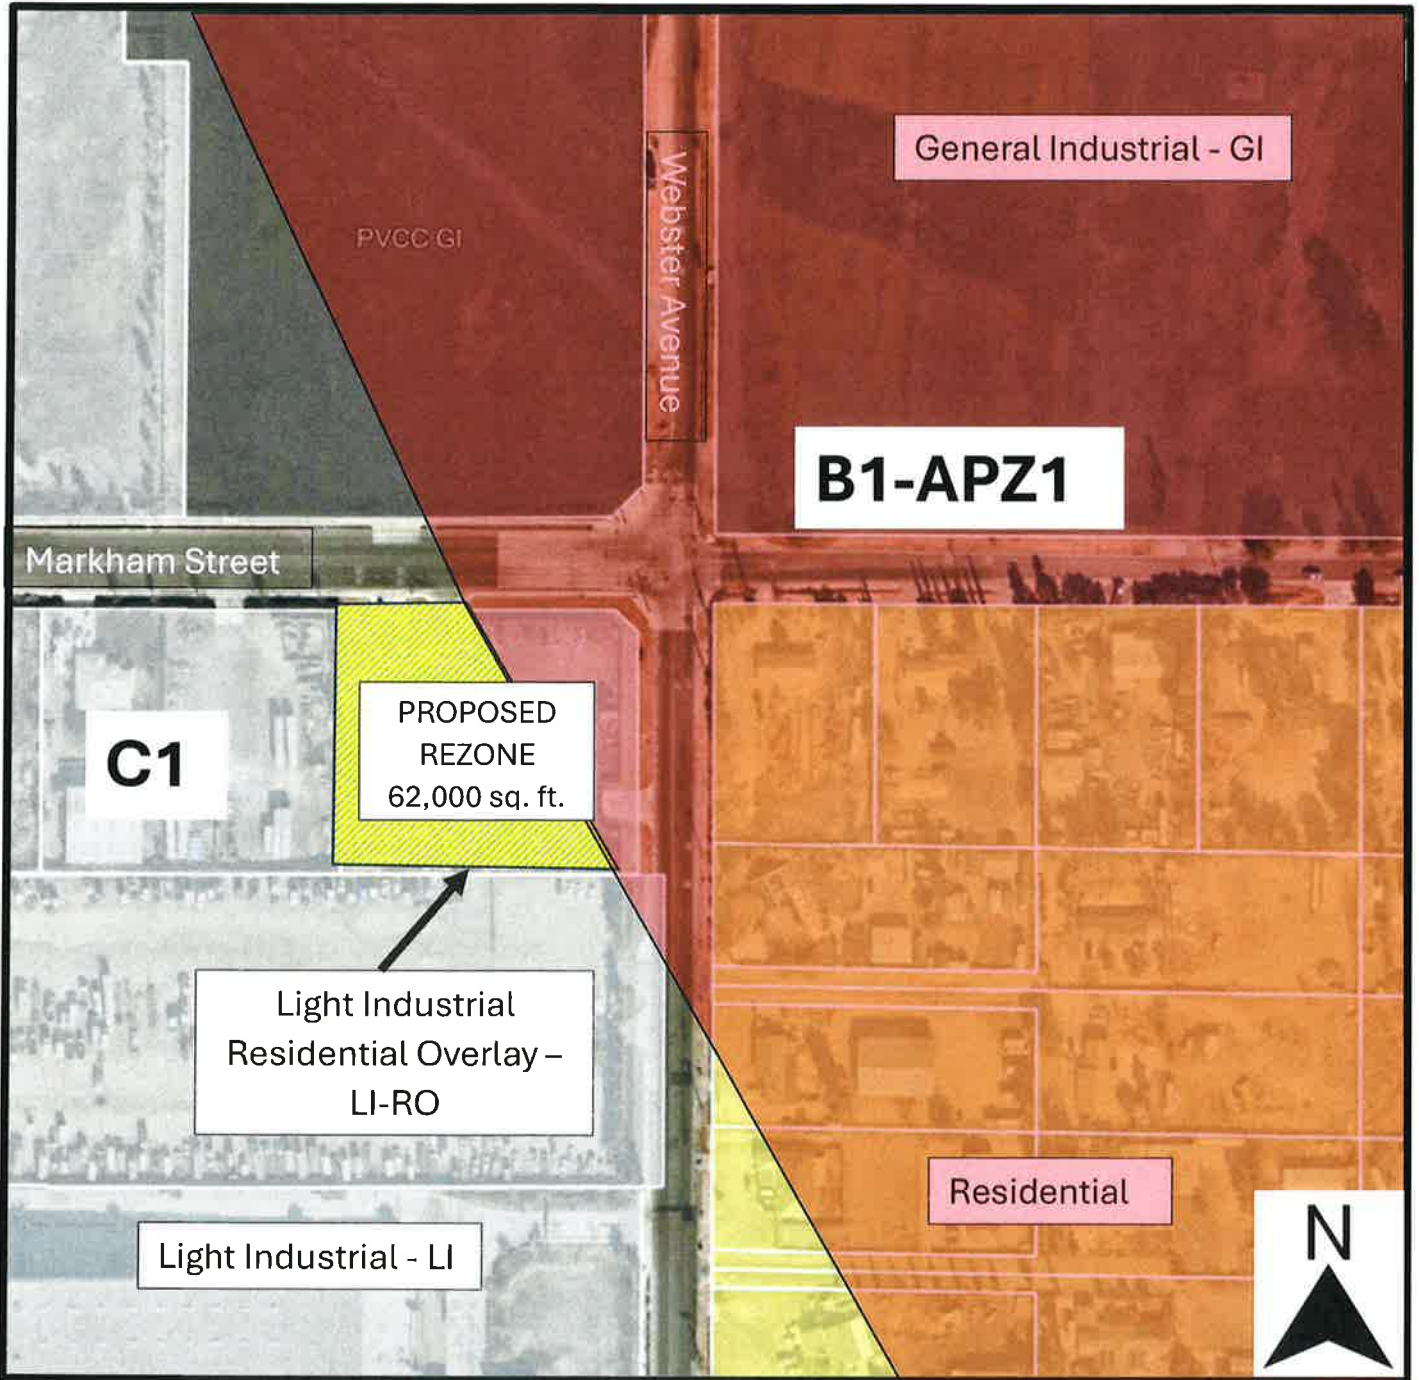 General Industrial - GI
PVCC GI
Webster Avenue
B1-APZ1
Markham Street
PROPOSED
REZONE
62,000 sq. ft.
C1
Light Industrial
Residential Overlay –
LI-RO
Residential
Light Industrial - LI
N